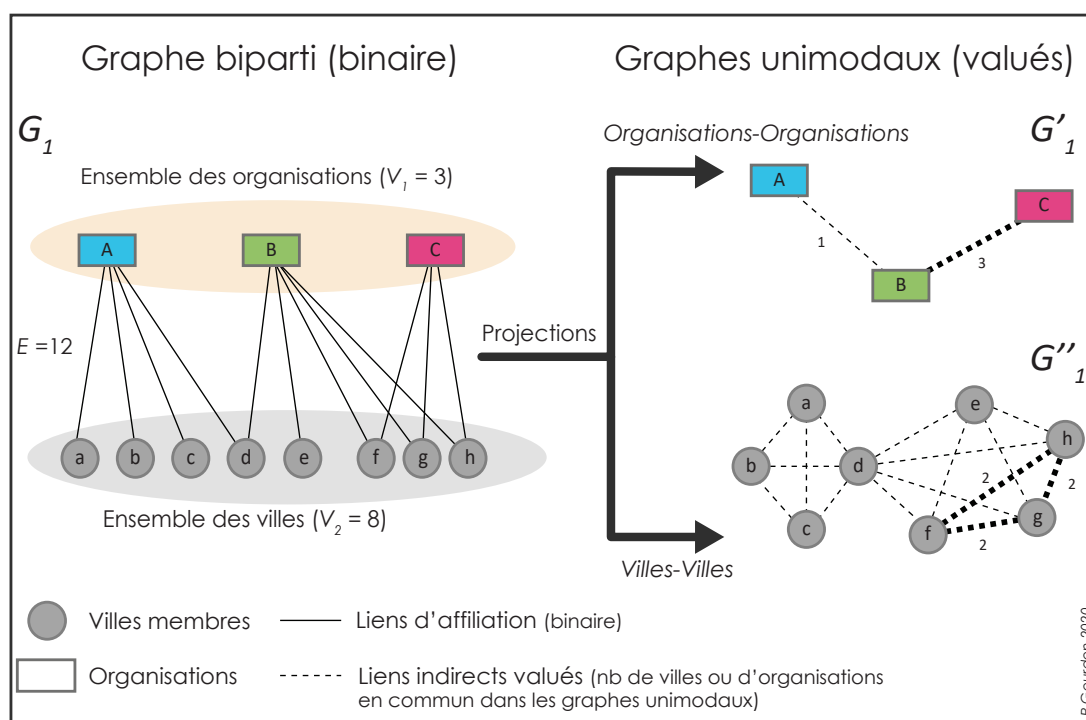 Graphe biparti (binaire)
Graphes unimodaux (valués)
G1
Ensemble des organisations (V1 = 3)
A
B
C
E =12
a
b
c
d
e
f
g
h
Ensemble des villes (V2 = 8)
Projections
Organisations-Organisations
G'1
A
C
1
3
B
G''1
a
e
h
b
d
2
2
g
c
f
2
Villes-Villes
Villes membres
Liens d'affiliation (binaire)
Organisations
Liens indirects valués (nb de villes ou d'organisations
en commun dans les graphes unimodaux)
P. Gourdon 2020